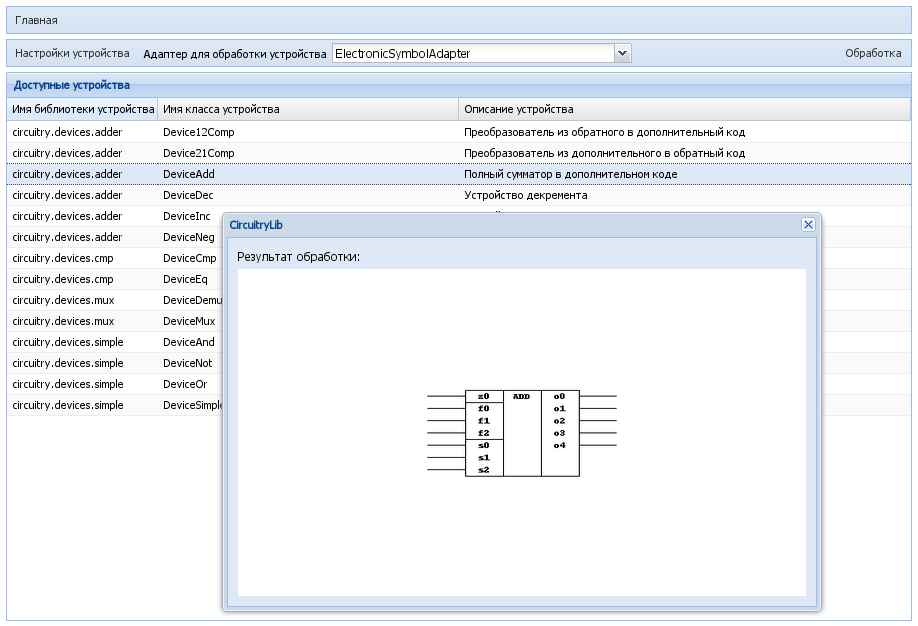 Главная
Настройки устройства Адаптер для обработки устройства ElectronicSymbolAdapter Обработка
Доступные устройства
Имя библиотеки устройства Имя класса устройства Описание устройства
circuitry.devices.adder Device12Comp Преобразователь из обратного в дополнительный код
circuitry.devices.adder Device21Comp Преобразователь из дополнительного в обратный код
circuitry.devices.adder DeviceAdd Полный сумматор в дополнительном коде
circuitry.devices.adder DeviceDec Устройство декремента
circuitry.devices.adder DeviceInc
circuitry.devices.adder DeviceNeg
circuitry.devices.cmp DeviceCmp
circuitry.devices.cmp DeviceEq
circuitry.devices.mux DeviceDemu
circuitry.devices.mux DeviceMux
circuitry.devices.simple DeviceAnd
circuitry.devices.simple DeviceNot
circuitry.devices.simple DeviceOr
circuitry.devices.simple DeviceSimple
CircuitryLib
Результат обработки:
z0 ADD o0
f0 o1
f1 o2
f2 o3
s0 o4
s1
s2